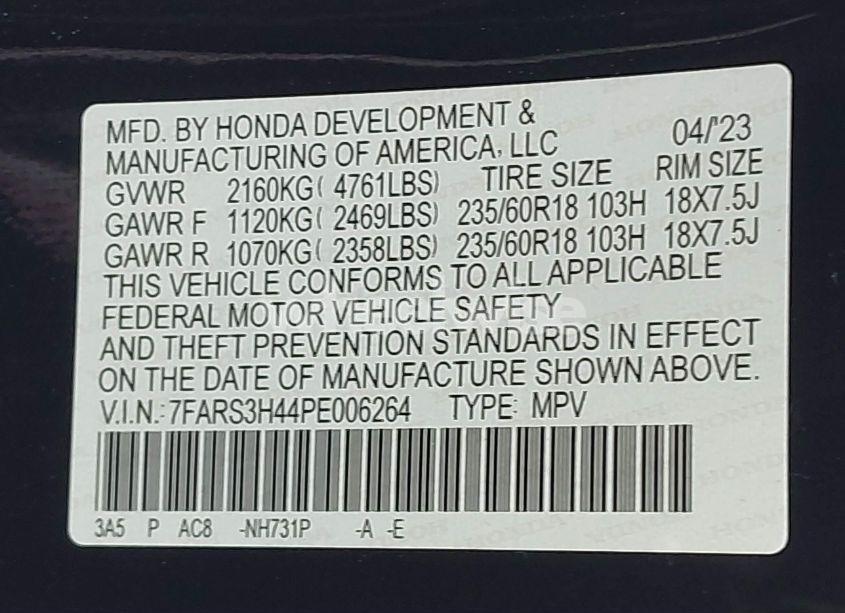 MFD. BY HONDA DEVELOPMENT &
MANUFACTURING OF AMERICA, LLC 04/'23
GVWR 2160KG( 4761LBS) TIRE SIZE RIM SIZE
GAWR F 1120KG( 2469LBS) 235/60R18 103H 18X7.5J
GAWR R 1070KG( 2358LBS) 235/60R18 103H 18X7.5J
THIS VEHICLE CONFORMS TO ALL APPLICABLE
FEDERAL MOTOR VEHICLE SAFETY
AND THEFT PREVENTION STANDARDS IN EFFECT
ON THE DATE OF MANUFACTURE SHOWN ABOVE.
V.I.N.: 7FARS3H44PE006264 TYPE: MPV
3A5 P AC8 -NH731P -A -E